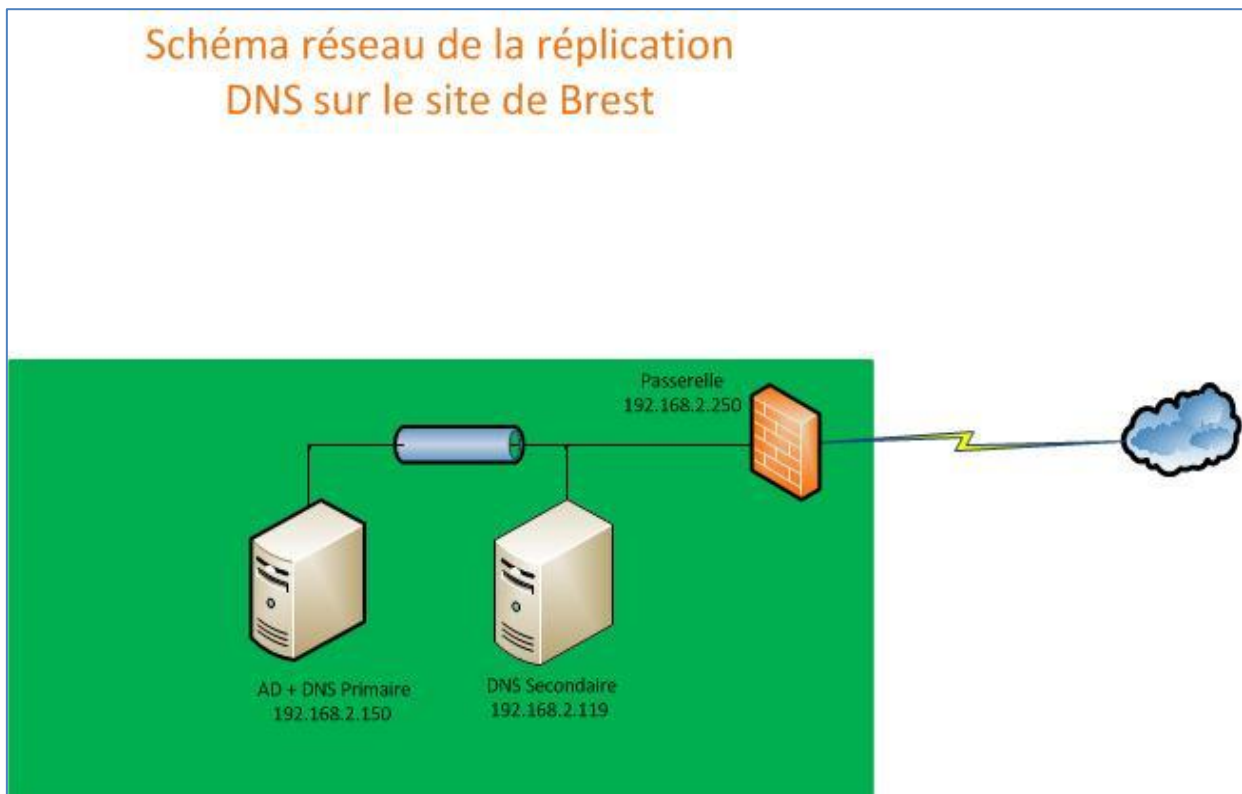 Schéma réseau de la réplication
DNS sur le site de Brest
Passerelle
192.168.2.250
AD + DNS Primaire
192.168.2.150
DNS Secondaire
192.168.2.119